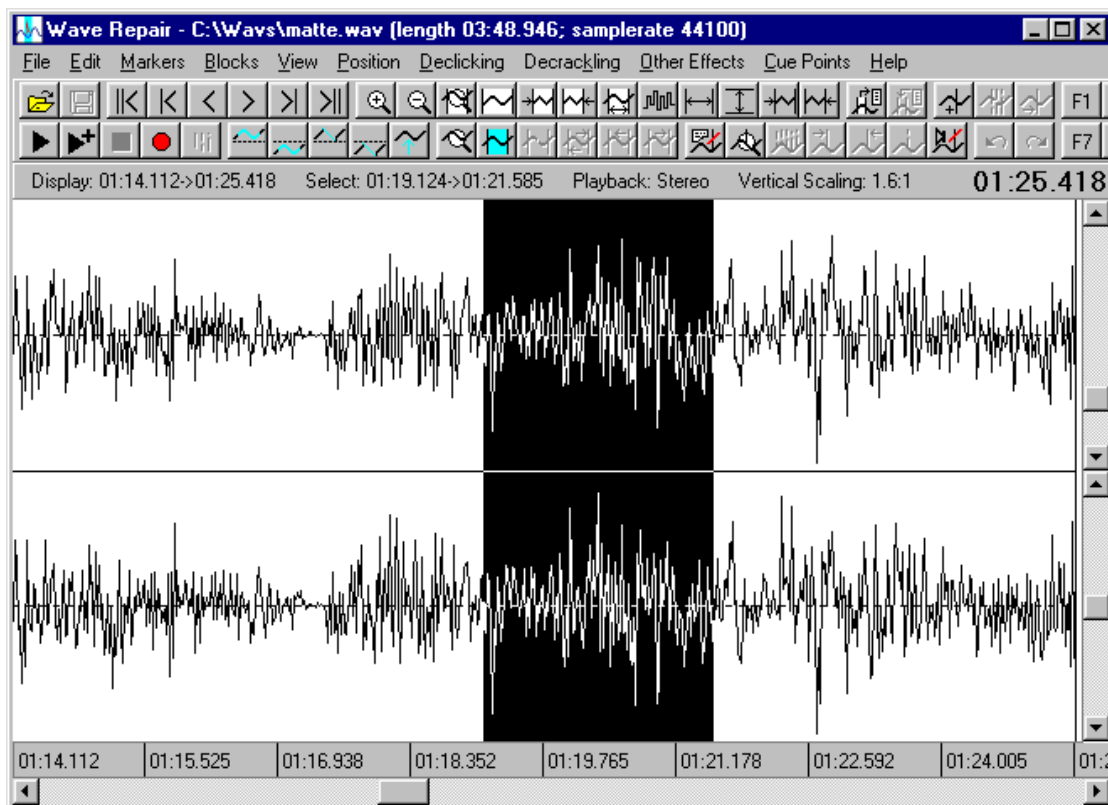 Wave Repair - C:\Wavs\matte.wav (length 03:48.946; samplerate 44100)
File Edit Markers Blocks View Position Declicking Decrackling Other Effects Cue Points Help
F1
F7
Display: 01:14.112->01:25.418 Select: 01:19.124->01:21.585 Playback: Stereo Vertical Scaling: 1.6:1 01:25.418
01:14.112 01:15.525 01:16.938 01:18.352 01:19.765 01:21.178 01:22.592 01:24.005